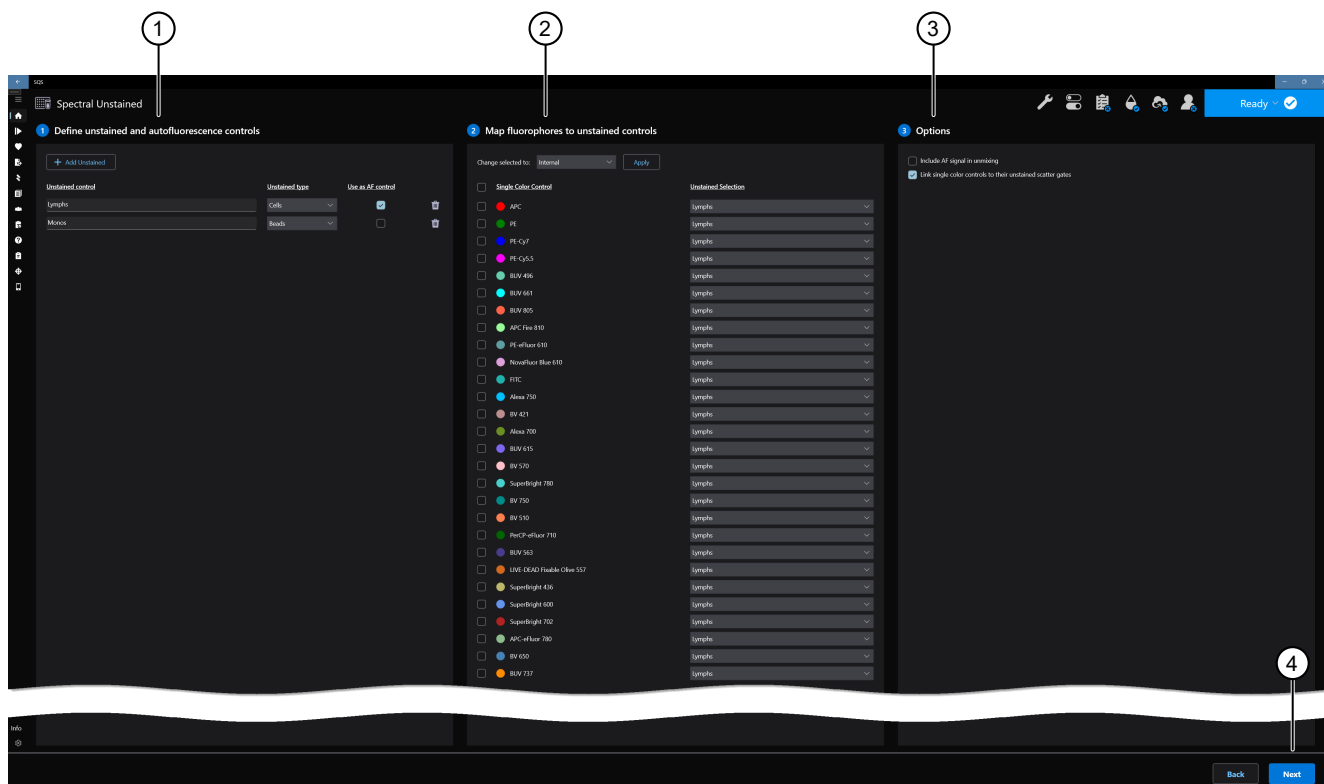 1
2
3
SQS
Spectral Unstained
Ready
1 Define unstained and autofluorescence controls
+ Add Unstained
Unstained control Unstained type Use as AF control
Lymphs Cells
Monos Beads
2 Map fluorophores to unstained controls
Change selected to: Internal Apply
Single Color Control Unstained Selection
APC Lymphs
PE Lymphs
PE-Cy7 Lymphs
PE-Cy5.5 Lymphs
BUV 496 Lymphs
BUV 661 Lymphs
BUV 805 Lymphs
APC Fire 810 Lymphs
PE-eFluor 610 Lymphs
NovaFluor Blue 610 Lymphs
FITC Lymphs
Alexa 750 Lymphs
BV 421 Lymphs
Alexa 700 Lymphs
BUV 615 Lymphs
BV 570 Lymphs
SuperBright 780 Lymphs
BV 750 Lymphs
BV 510 Lymphs
PerCP-eFluor 710 Lymphs
BUV 563 Lymphs
LIVE-DEAD Fixable Olive 557 Lymphs
SuperBright 436 Lymphs
SuperBright 600 Lymphs
SuperBright 702 Lymphs
APC-eFluor 780 Lymphs
BV 650 Lymphs
BUV 737 Lymphs
3 Options
Include AF signal in unmixing
Link single color controls to their unstained scatter gates
4
Info
Back Next